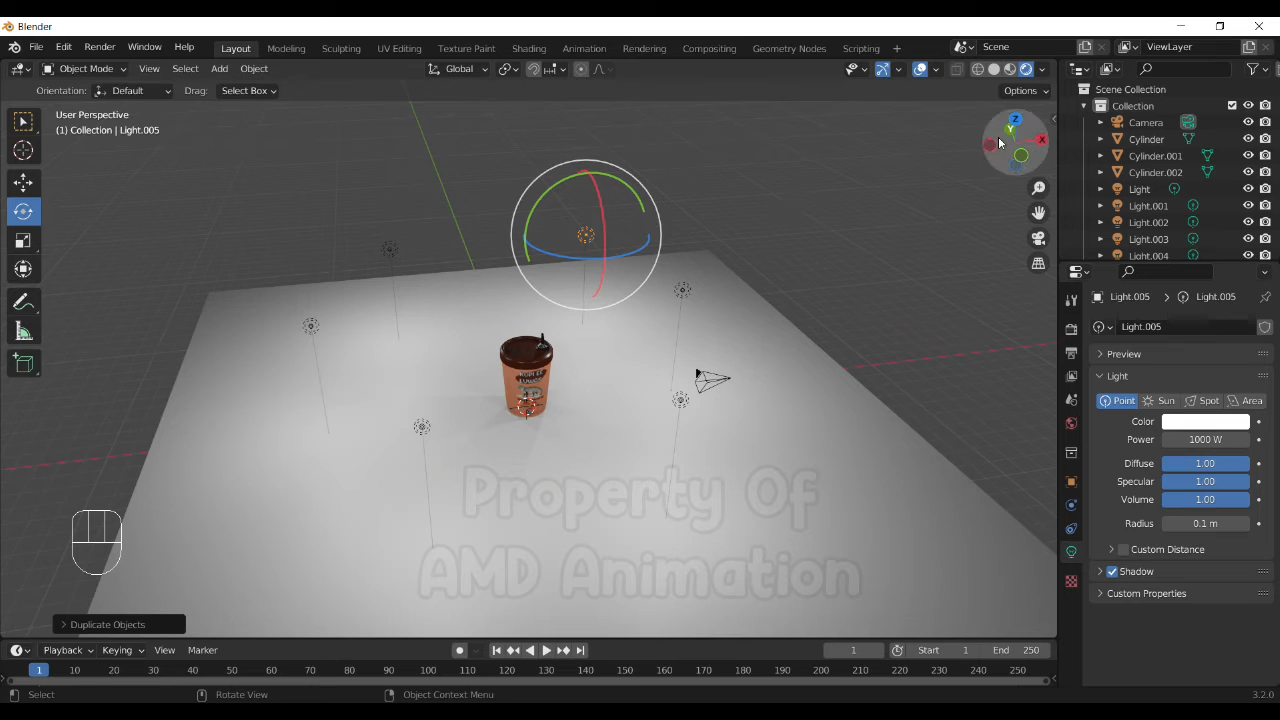 Blender
File Edit Render Window Help Layout Modeling Sculpting UV Editing Texture Paint Shading Animation Rendering Compositing Geometry Nodes Scripting + Scene ViewLayer
Object Mode View Select Add Object Global
Orientation: Default Drag: Select Box Options
User Perspective
(1) Collection | Light.005
Z
Y
X
Scene Collection
Collection
Camera
Cylinder
Cylinder.001
Cylinder.002
Light
Light.001
Light.002
Light.003
Light.004
Light.005 Light.005
Light.005
Preview
Light
Point Sun Spot Area
Color
Power 1000 W
Diffuse 1.00
Specular 1.00
Volume 1.00
Radius 0.1 m
Custom Distance
Shadow
Custom Properties
Property Of
AMD Animation
Duplicate Objects
Playback Keying View Marker 1 Start 1 End 250
1 10 20 30 40 50 60 70 80 90 100 110 120 130 140 150 160 170 180 190 200 210 220 230 240 250
Select Rotate View Object Context Menu 3.2.0